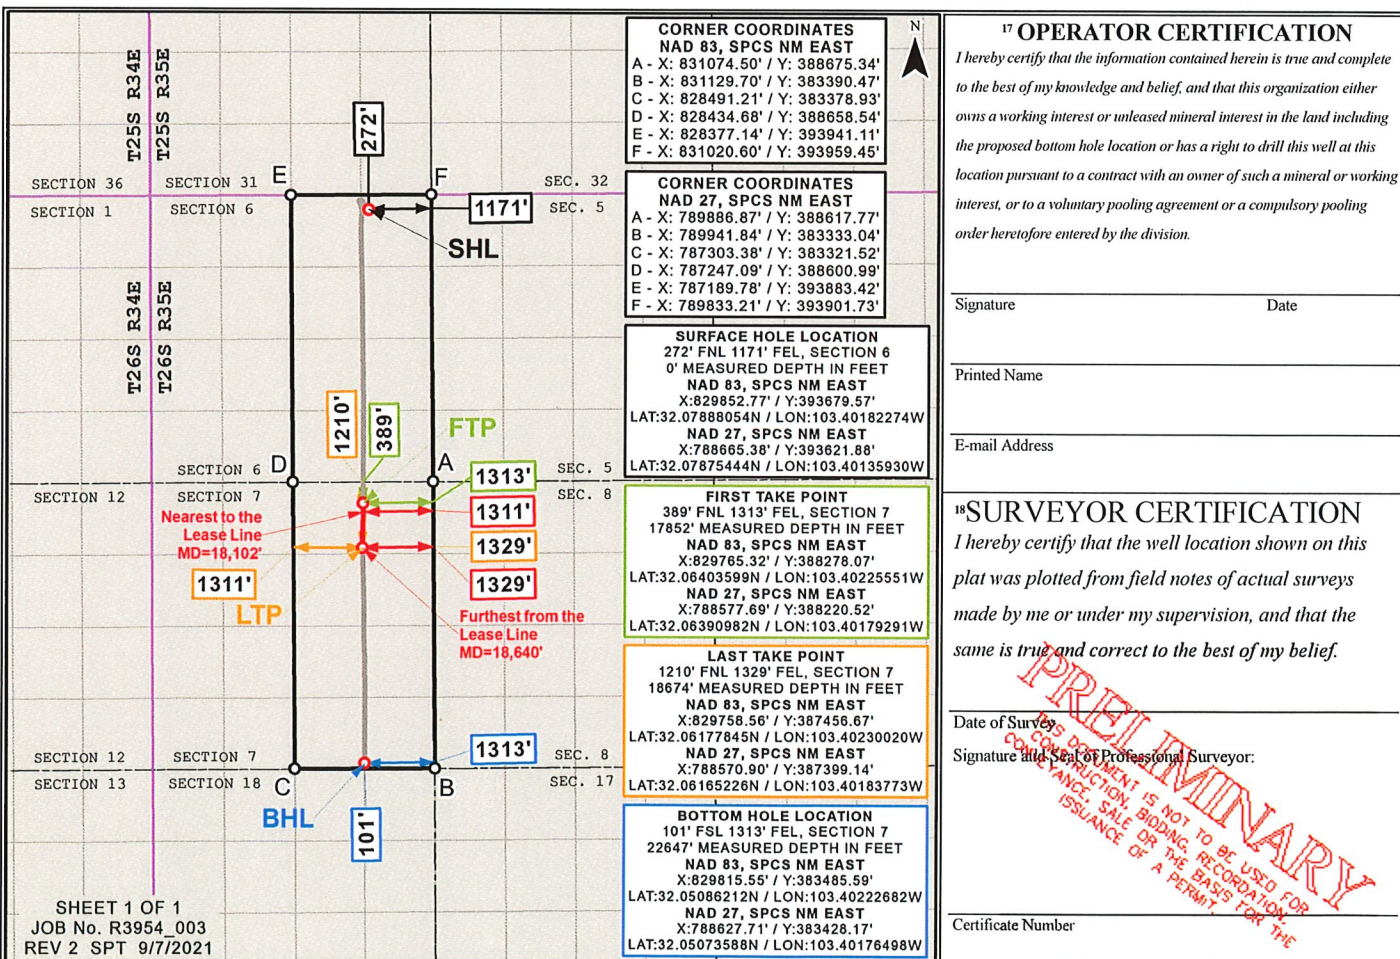 T25S R34E
T25S R35E
272'
E
F
SECTION 36
SECTION 31
SEC. 32
SECTION 1
SECTION 6
SEC. 5
1171'
SHL
T26S R34E
T26S R35E
1210'
389'
FTP
D
A
SECTION 6
SEC. 5
1313'
SECTION 12
SECTION 7
SEC. 8
Nearest to the
Lease Line
MD=18,102'
1311'
1329'
1311'
1329'
LTP
Furthest from the
Lease Line
MD=18,640'
SECTION 12
SECTION 7
1313'
SEC. 8
SECTION 13
SECTION 18
C
B
SEC. 17
BHL
101'
SHEET 1 OF 1
JOB No. R3954_003
REV 2 SPT 9/7/2021
CORNER COORDINATES
NAD 83, SPCS NM EAST
A - X: 831074.50' / Y: 388675.34'
B - X: 831129.70' / Y: 383390.47'
C - X: 828491.21' / Y: 383378.93'
D - X: 828434.68' / Y: 388658.54'
E - X: 828377.14' / Y: 393941.11'
F - X: 831020.60' / Y: 393959.45'
N
CORNER COORDINATES
NAD 27, SPCS NM EAST
A - X: 789886.87' / Y: 388617.77'
B - X: 789941.84' / Y: 383333.04'
C - X: 787303.38' / Y: 383321.52'
D - X: 787247.09' / Y: 388600.99'
E - X: 787189.78' / Y: 393883.42'
F - X: 789833.21' / Y: 393901.73'
SURFACE HOLE LOCATION
272' FNL 1171' FEL, SECTION 6
0' MEASURED DEPTH IN FEET
NAD 83, SPCS NM EAST
X:829852.77' / Y:393679.57'
LAT:32.07888054N / LON:103.40182274W
NAD 27, SPCS NM EAST
X:788665.38' / Y:393621.88'
LAT:32.07875444N / LON:103.40135930W
FIRST TAKE POINT
389' FNL 1313' FEL, SECTION 7
17852' MEASURED DEPTH IN FEET
NAD 83, SPCS NM EAST
X:829765.32' / Y:388278.07'
LAT:32.06403599N / LON:103.40225551W
NAD 27, SPCS NM EAST
X:788577.69' / Y:388220.52'
LAT:32.06390982N / LON:103.40179291W
LAST TAKE POINT
1210' FNL 1329' FEL, SECTION 7
18674' MEASURED DEPTH IN FEET
NAD 83, SPCS NM EAST
X:829758.56' / Y:387456.67'
LAT:32.06177845N / LON:103.40230020W
NAD 27, SPCS NM EAST
X:788570.90' / Y:387399.14'
LAT:32.06165226N / LON:103.40183773W
BOTTOM HOLE LOCATION
101' FSL 1313' FEL, SECTION 7
22647' MEASURED DEPTH IN FEET
NAD 83, SPCS NM EAST
X:829815.55' / Y:383485.59'
LAT:32.05086212N / LON:103.40222682W
NAD 27, SPCS NM EAST
X:788627.71' / Y:383428.17'
LAT:32.05073588N / LON:103.40176498W
17 OPERATOR CERTIFICATION
I hereby certify that the information contained herein is true and complete
to the best of my knowledge and belief, and that this organization either
owns a working interest or unleased mineral interest in the land including
the proposed bottom hole location or has a right to drill this well at this
location pursuant to a contract with an owner of such a mineral or working
interest, or to a voluntary pooling agreement or a compulsory pooling
order heretofore entered by the division.
Signature Date
Printed Name
E-mail Address
18 SURVEYOR CERTIFICATION
I hereby certify that the well location shown on this
plat was plotted from field notes of actual surveys
made by me or under my supervision, and that the
same is true and correct to the best of my belief.
Date of Survey
Signature and Seal of Professional Surveyor:
PRELIMINARY
THIS DOCUMENT IS NOT TO BE USED FOR
CONSTRUCTION, BIDDING, RECORDATION,
CONVEYANCE, SALE OR THE BASIS FOR THE
ISSUANCE OF A PERMIT.
Certificate Number